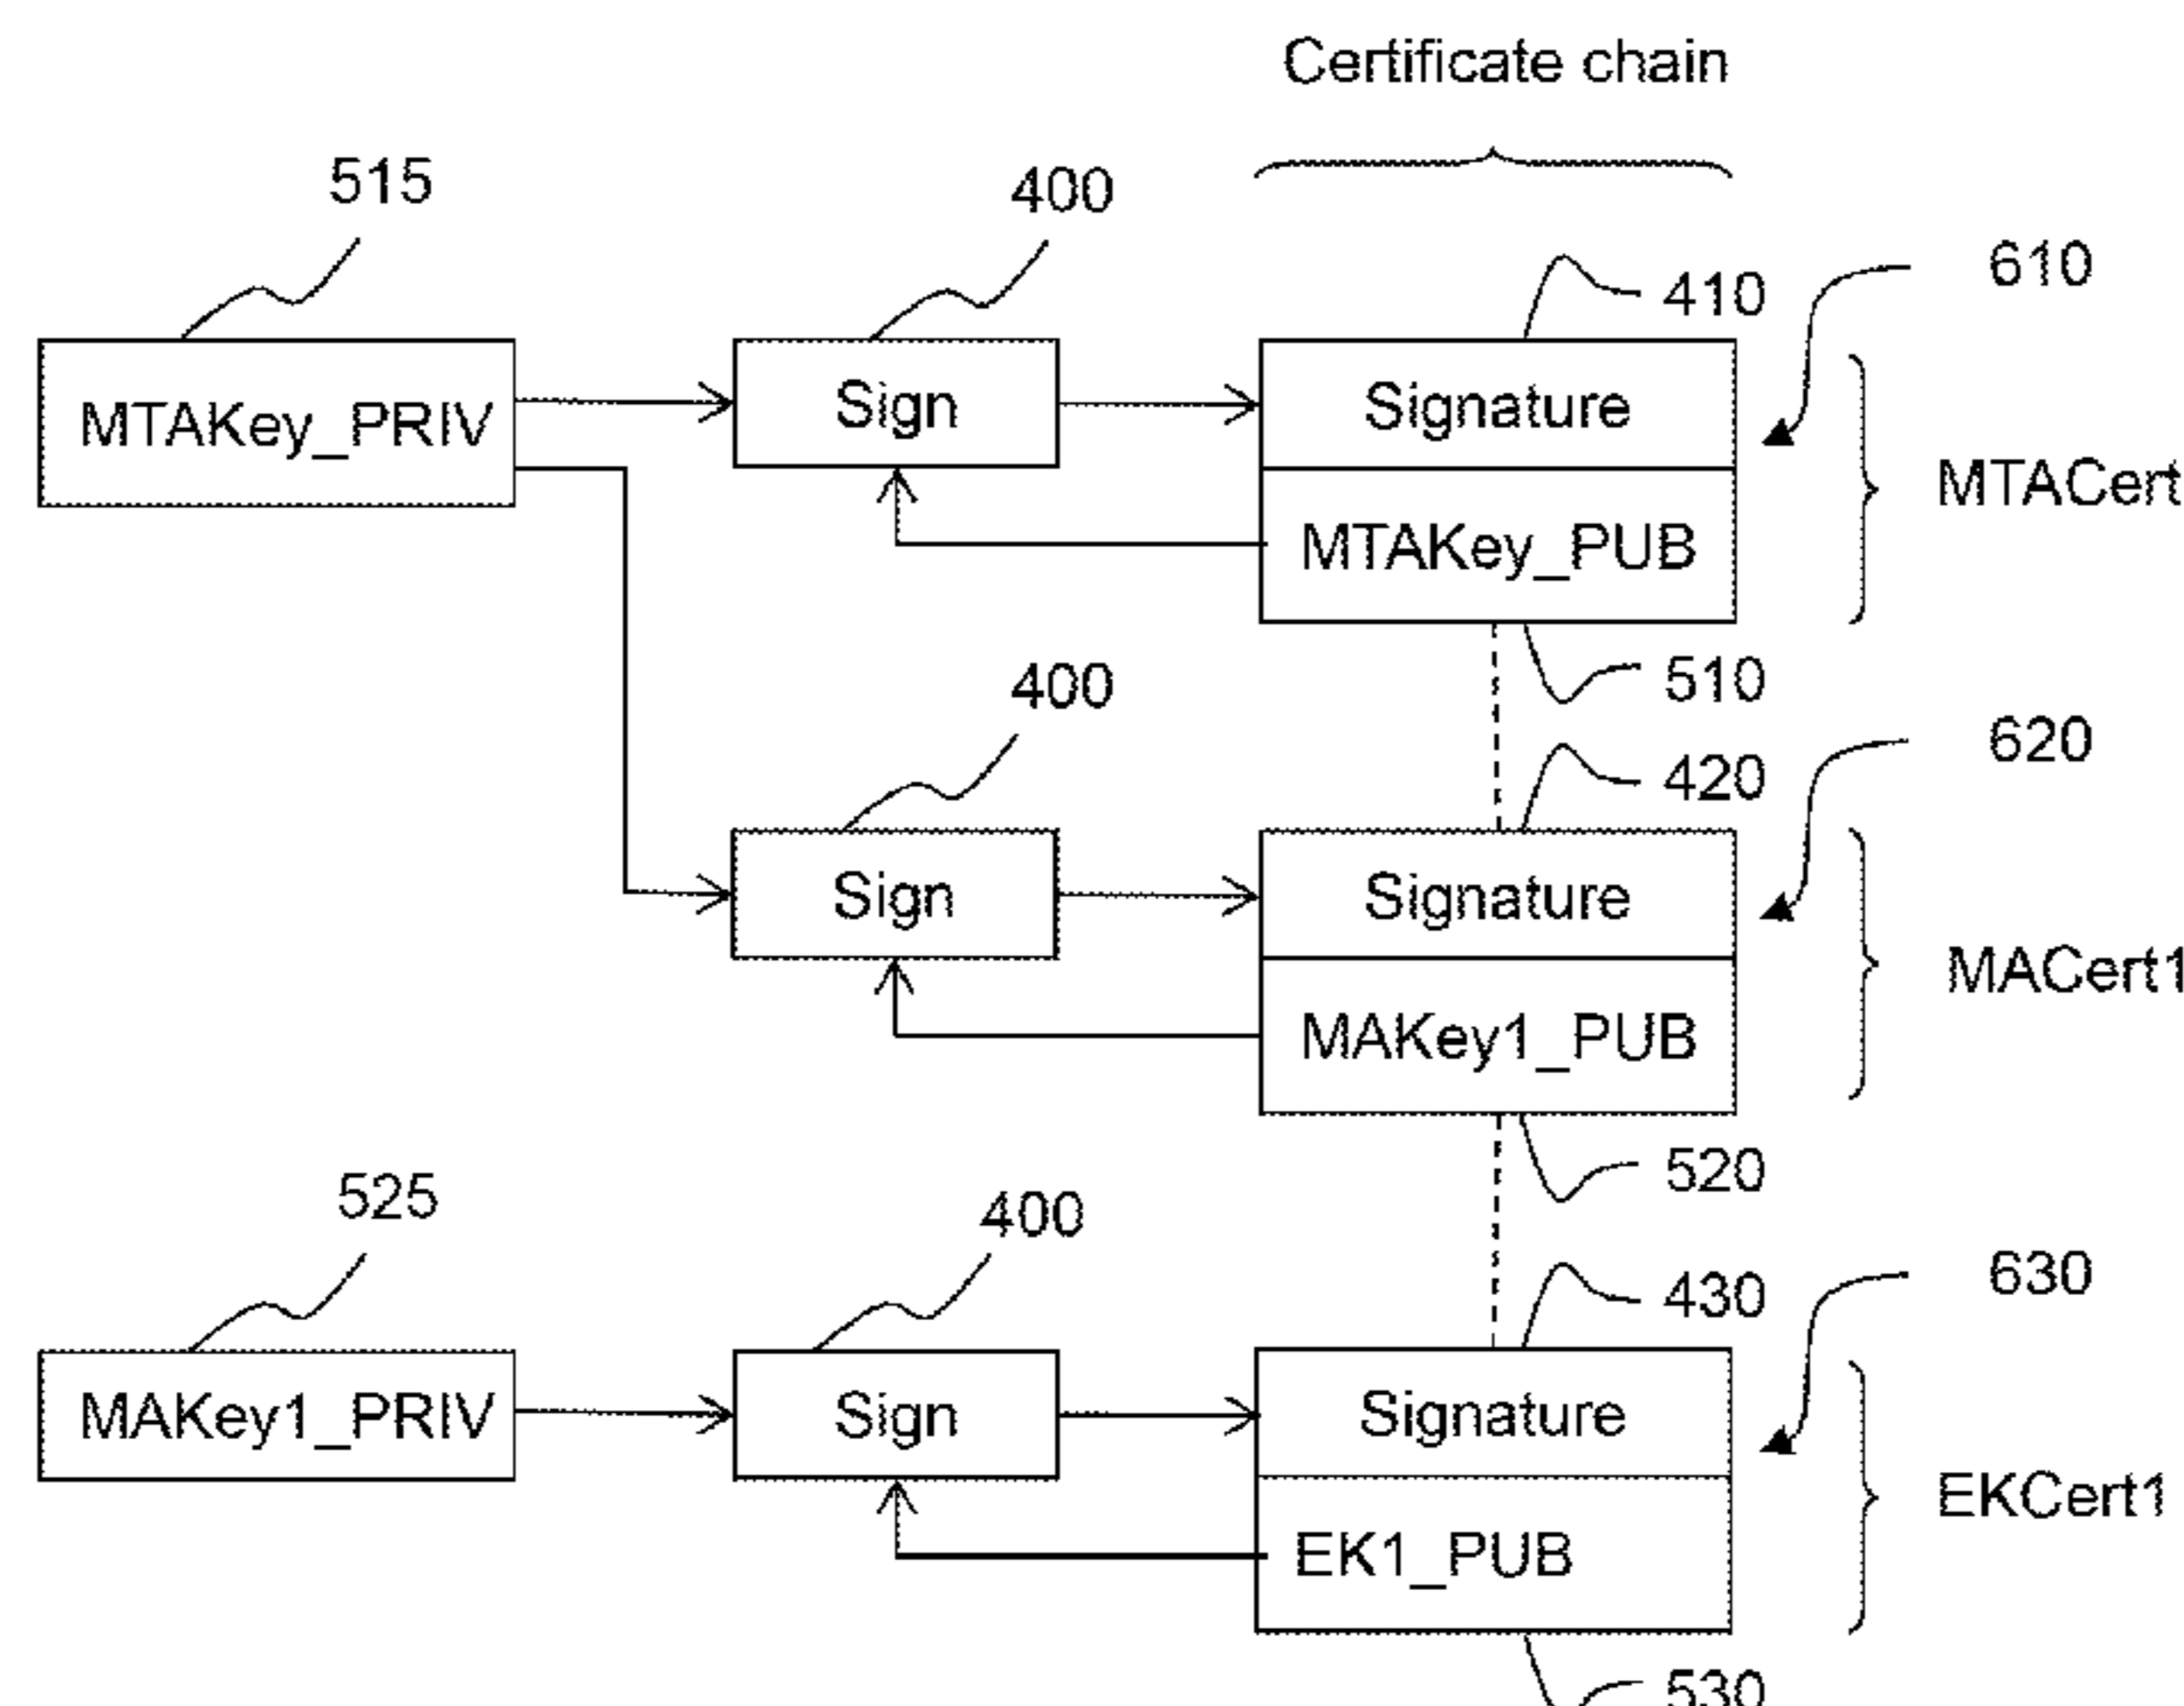 Certificate chain
515
400
610
410
MTAKey_PRIV
Sign
Signature
MTACert
MTAKey_PUB
510
400
620
420
Sign
Signature
MACert1
MAKey1_PUB
520
525
400
630
430
MAKey1_PRIV
Sign
Signature
EKCert1
EK1_PUB
530